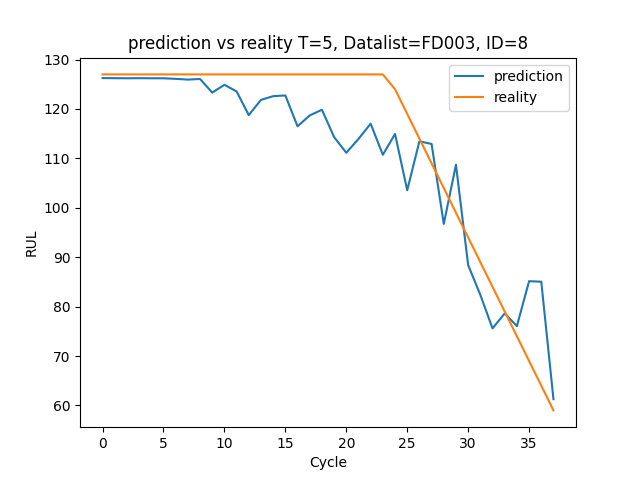 prediction vs reality T=5, Datalist=FD003, ID=8
prediction
reality
RUL
130
120
110
100
90
80
70
60
0 5 10 15 20 25 30 35
Cycle